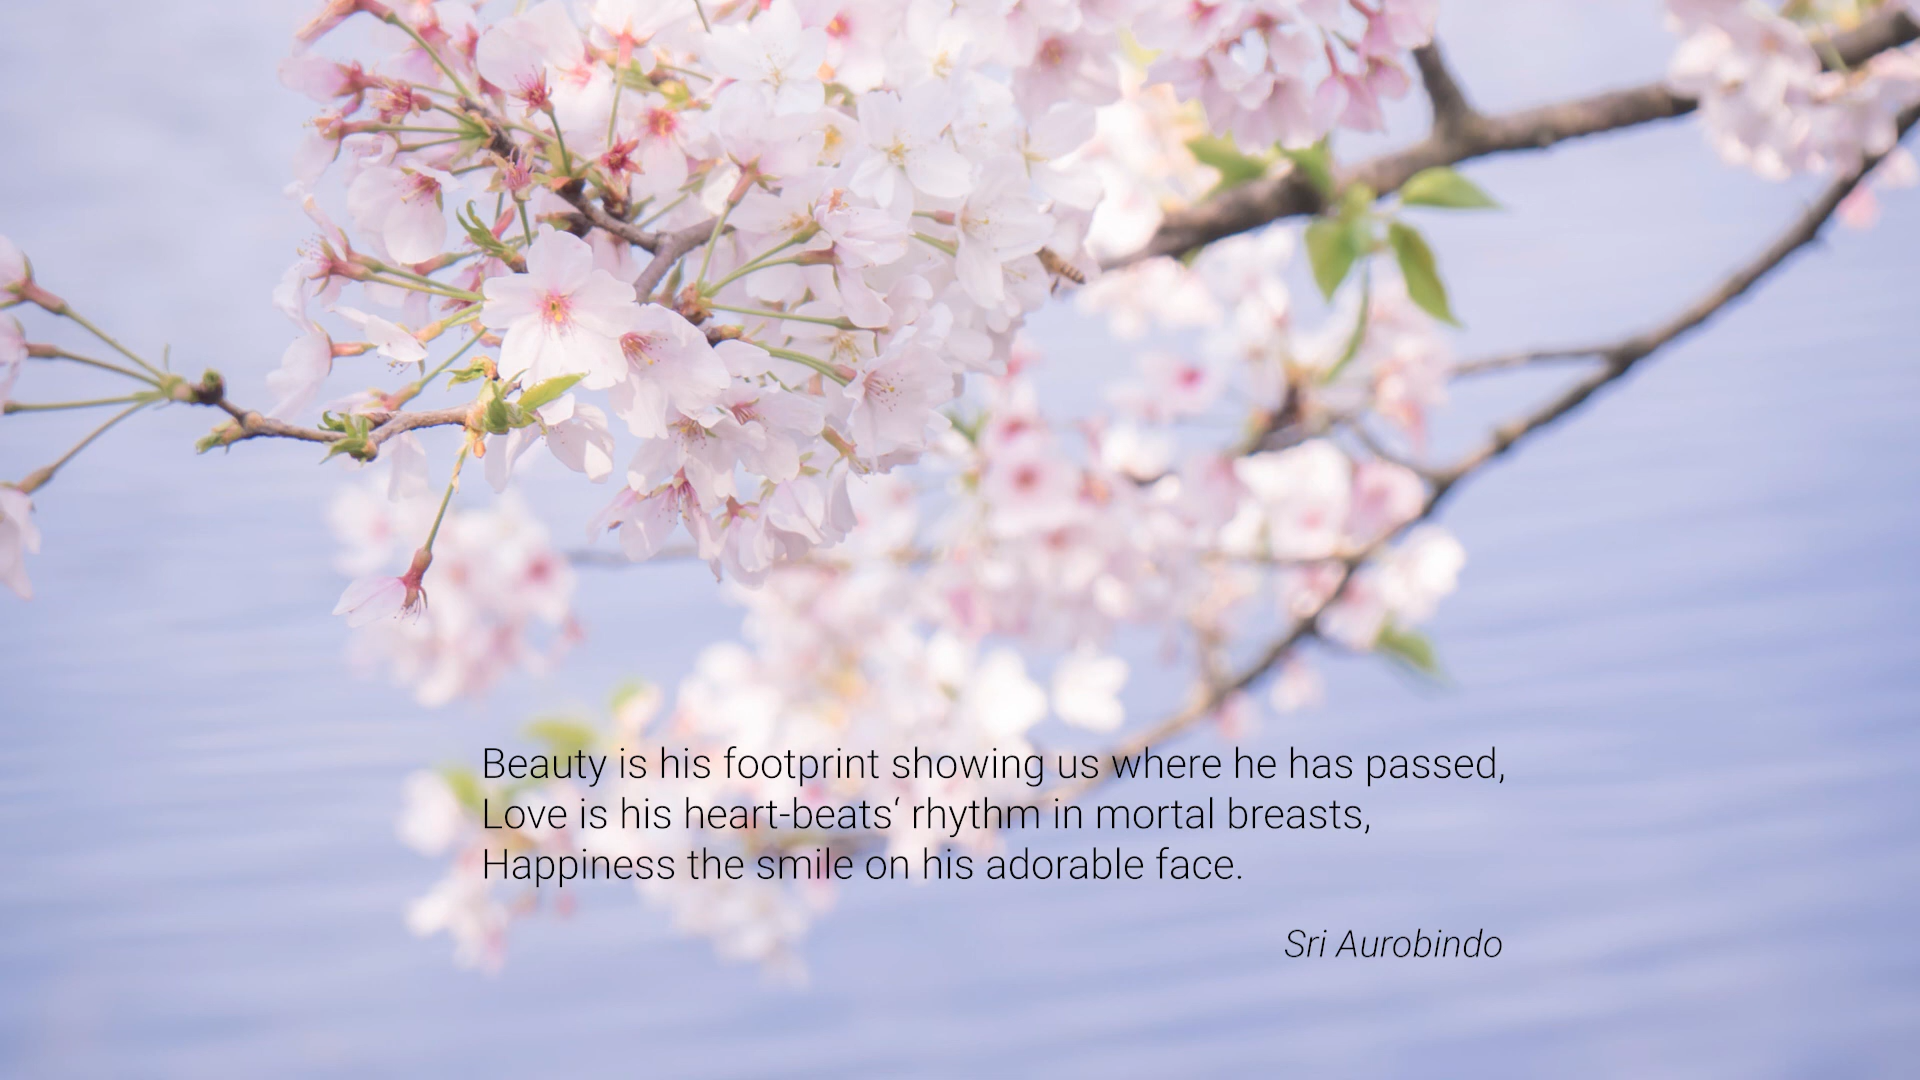 Beauty is his footprint showing us where he has passed,
Love is his heart-beats‘ rhythm in mortal breasts,
Happiness the smile on his adorable face.
Sri Aurobindo